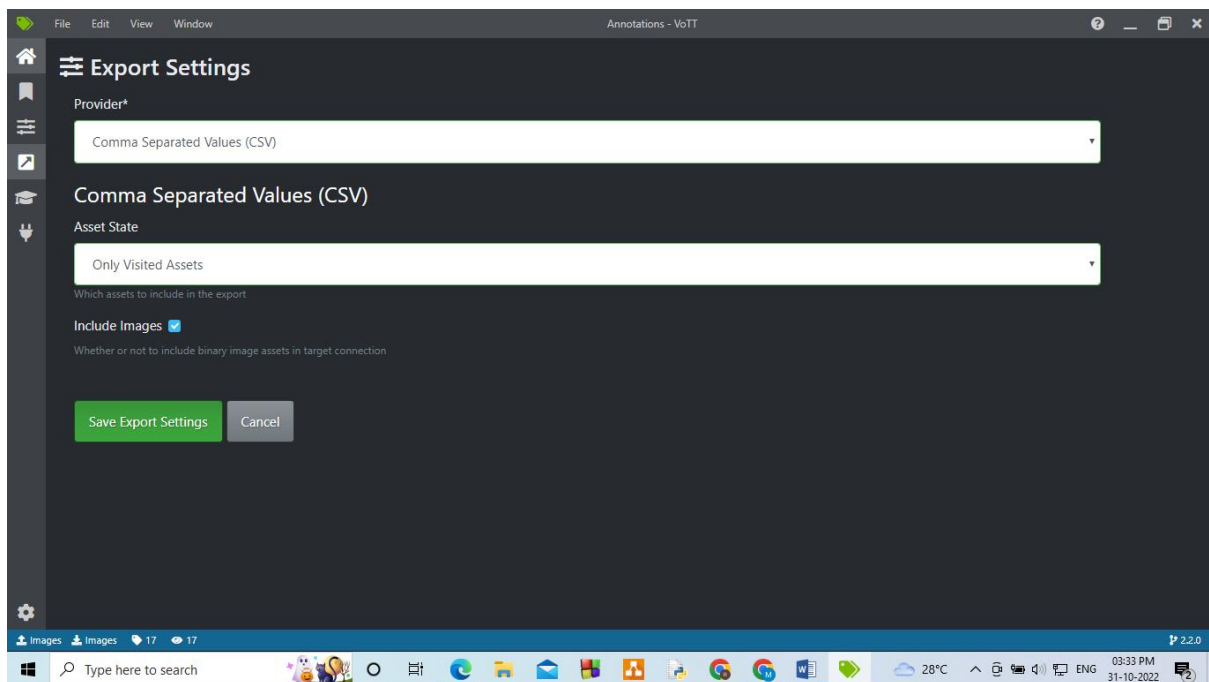 File Edit View Window Annotations - VoTT
Export Settings
Provider*
Comma Separated Values (CSV)
Comma Separated Values (CSV)
Asset State
Only Visited Assets
Which assets to include in the export
Include Images
Whether or not to include binary image assets in target connection
Save Export Settings Cancel
Images Images 17 17 2.2.0
Type here to search 28°C ENG 03:33 PM
31-10-2022